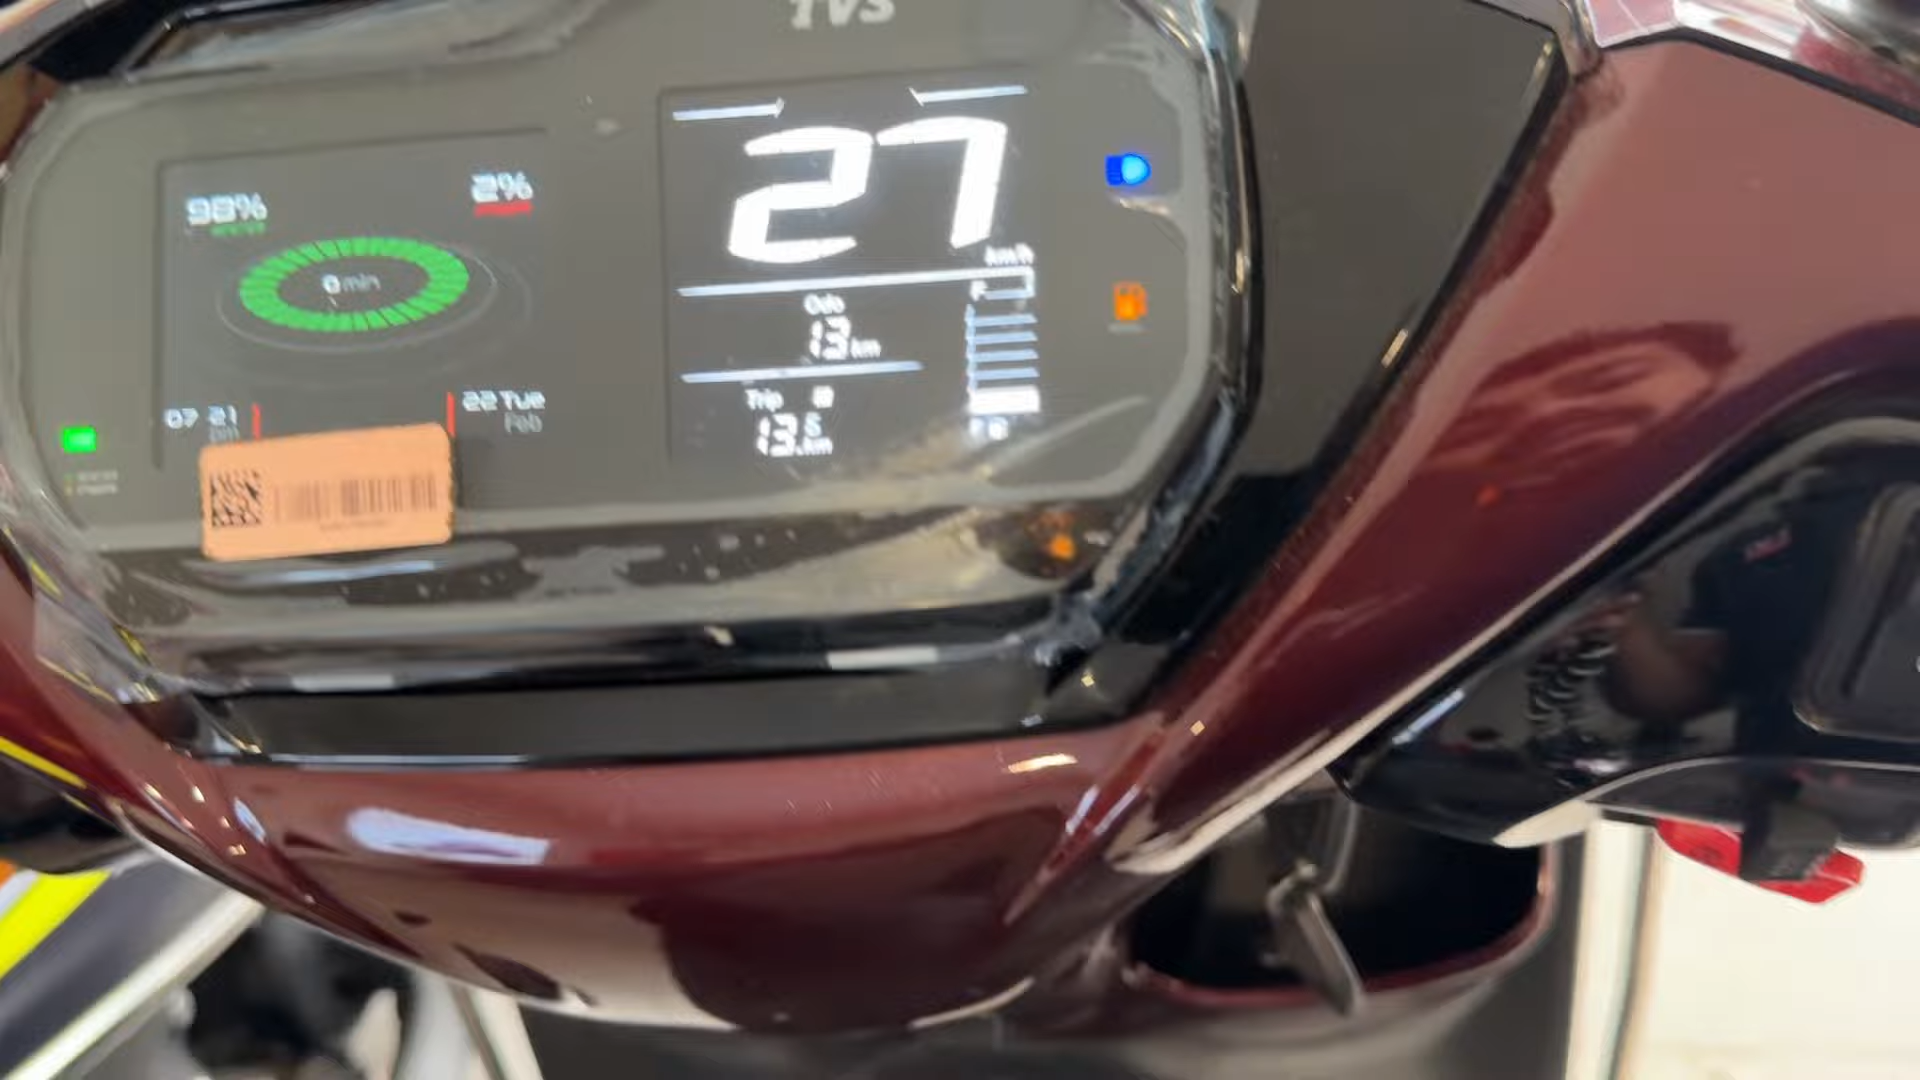 TVS
98%
2%
0 min
07 21
pm
22 Tue
Feb
27
km/h
Odo
13 km
F
Trip
13.5 km